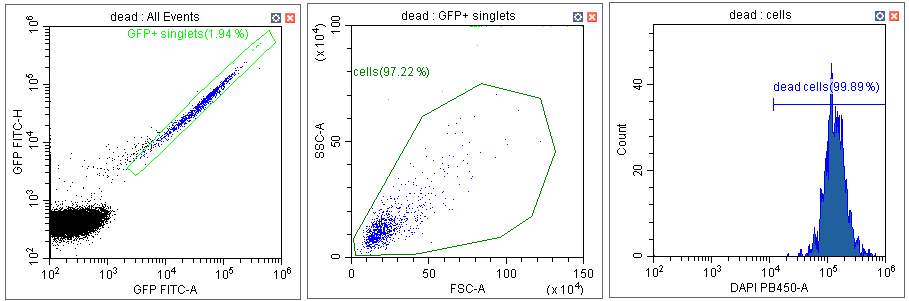 dead : All Events
GFP+ singlets(1.94 %)
GFP FITC-H
10^6
10^5
10^4
10^3
10^2
10^2 10^3 10^4 10^5 10^6
GFP FITC-A
dead : GFP+ singlets
cells(97.22 %)
SSC-A
(x 10^4)
100
50
0
0 50 100 150
FSC-A
(x 10^4)
dead : cells
dead cells(99.89%)
Count
40
20
0
10^2 10^3 10^4 10^5 10^6
DAPI PB450-A